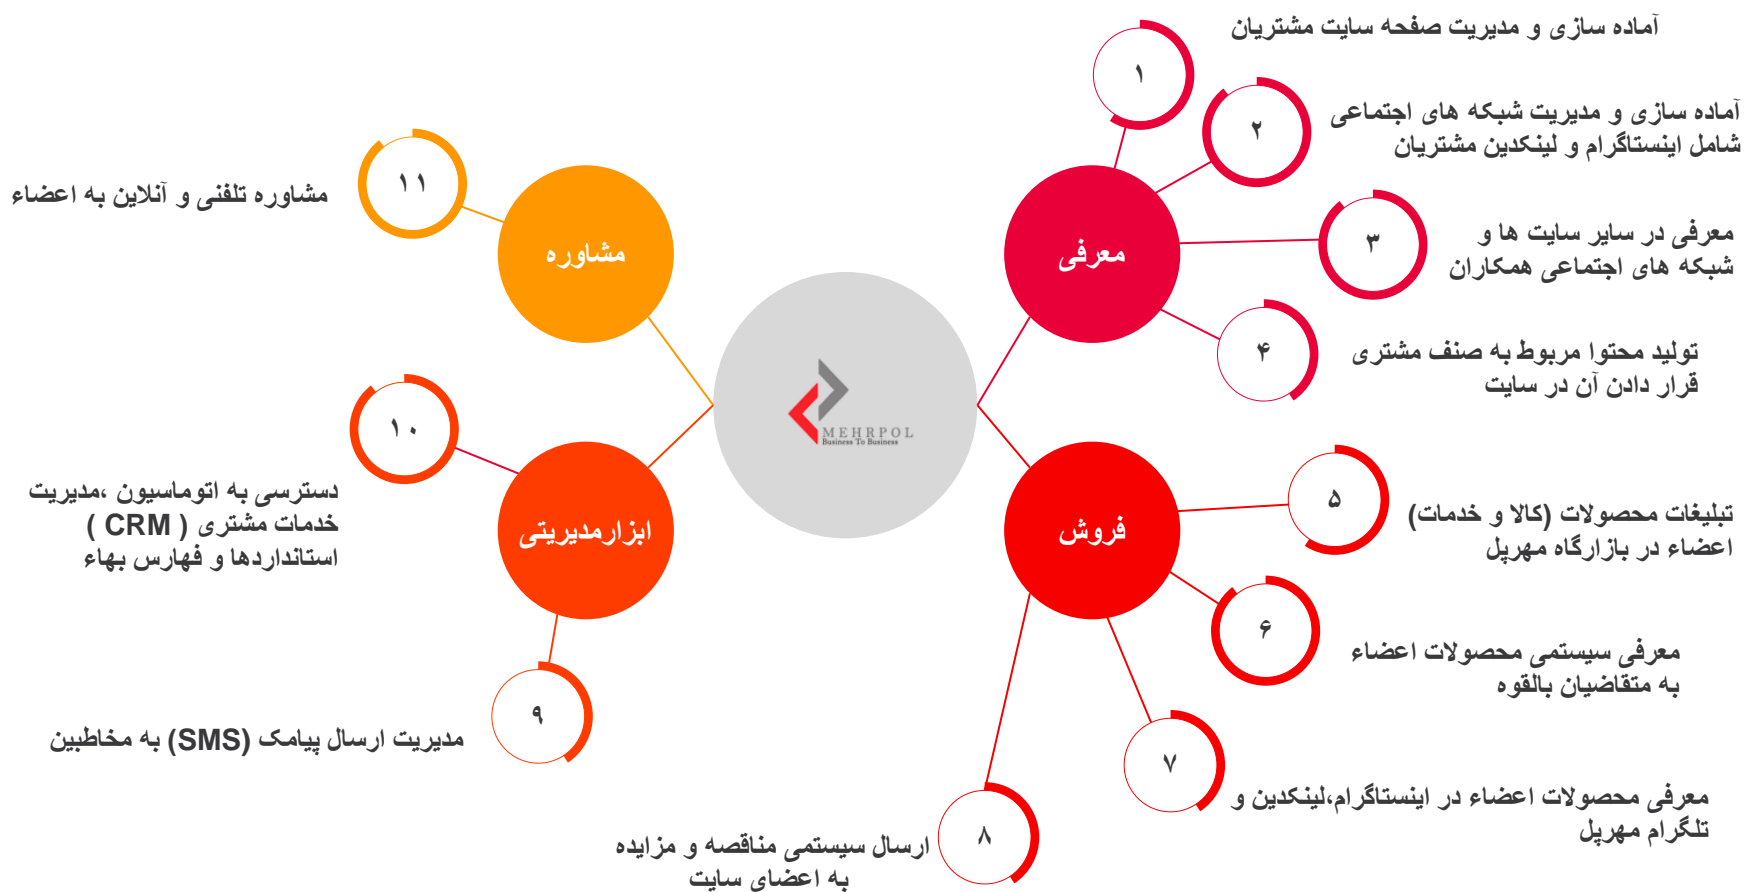 آماده سازی و مدیریت صفحه سایت مشتریان
۱
آماده سازی و مدیریت شبکه های اجتماعی
شامل اینستاگرام و لینکدین مشتریان
۲
معرفی در سایر سایت ها و
شبکه های اجتماعی همکاران
۳
تولید محتوا مربوط به صنف مشتری
قرار دادن آن در سایت
۴
معرفی
تبلیغات محصولات (کالا و خدمات)
اعضاء در بازارگاه مهرپل
۵
معرفی سیستمی محصولات اعضاء
به متقاضیان بالقوه
۶
معرفی محصولات اعضاء در اینستاگرام،لینکدین و
تلگرام مهرپل
۷
ارسال سیستمی مناقصه و مزایده
به اعضای سایت
۸
فروش
MEHRPOL
Business To Business
مدیریت ارسال پیامک (SMS) به مخاطبین
۹
دسترسی به اتوماسیون ،مدیریت
خدمات مشتری ( CRM )
استانداردها و فهارس بهاء
۱۰
ابزارمدیریتی
مشاوره تلفنی و آنلاین به اعضاء
۱۱
مشاوره